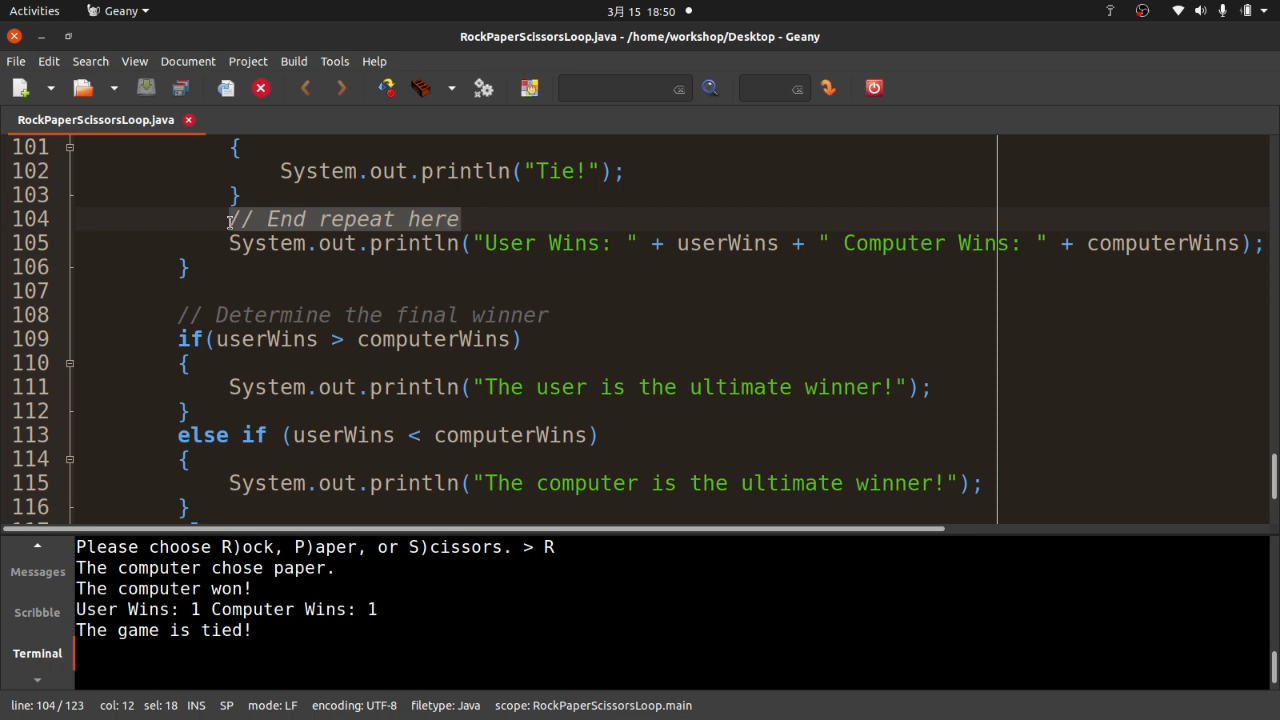 Activities Geany 3月 15 18:50
RockPaperScissorsLoop.java - /home/workshop/Desktop - Geany
File Edit Search View Document Project Build Tools Help
RockPaperScissorsLoop.java
101 {
102 System.out.println("Tie!");
103 }
104 // End repeat here
105 System.out.println("User Wins: " + userWins + " Computer Wins: " + computerWins);
106 }
107
108 // Determine the final winner
109 if(userWins > computerWins)
110 {
111 System.out.println("The user is the ultimate winner!");
112 }
113 else if (userWins < computerWins)
114 {
115 System.out.println("The computer is the ultimate winner!");
116 }
Messages
Scribble
Terminal
Please choose R)ock, P)aper, or S)cissors. > R
The computer chose paper.
The computer won!
User Wins: 1 Computer Wins: 1
The game is tied!
line: 104 / 123 col: 12 sel: 18 INS SP mode: LF encoding: UTF-8 filetype: Java scope: RockPaperScissorsLoop.main